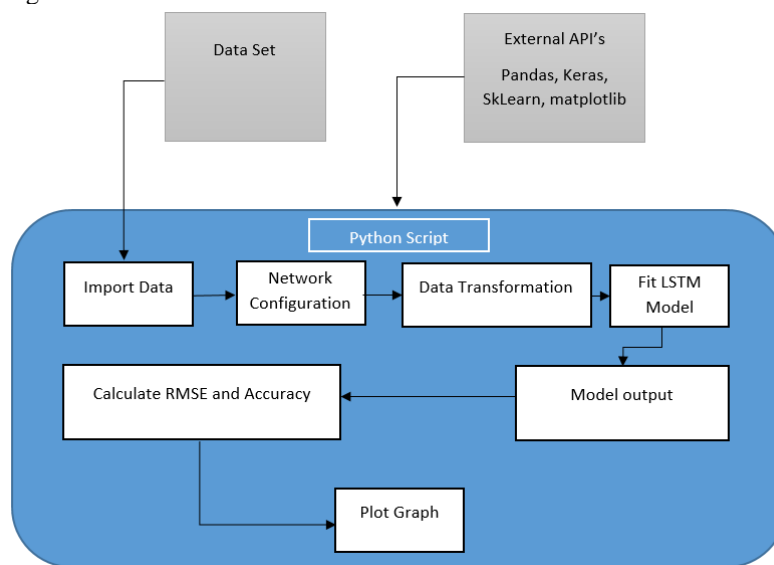 Data Set
External API's
Pandas, Keras,
SkLearn, matplotlib
Python Script
Import Data
Network
Configuration
Data Transformation
Fit LSTM
Model
Calculate RMSE and Accuracy
Model output
Plot Graph